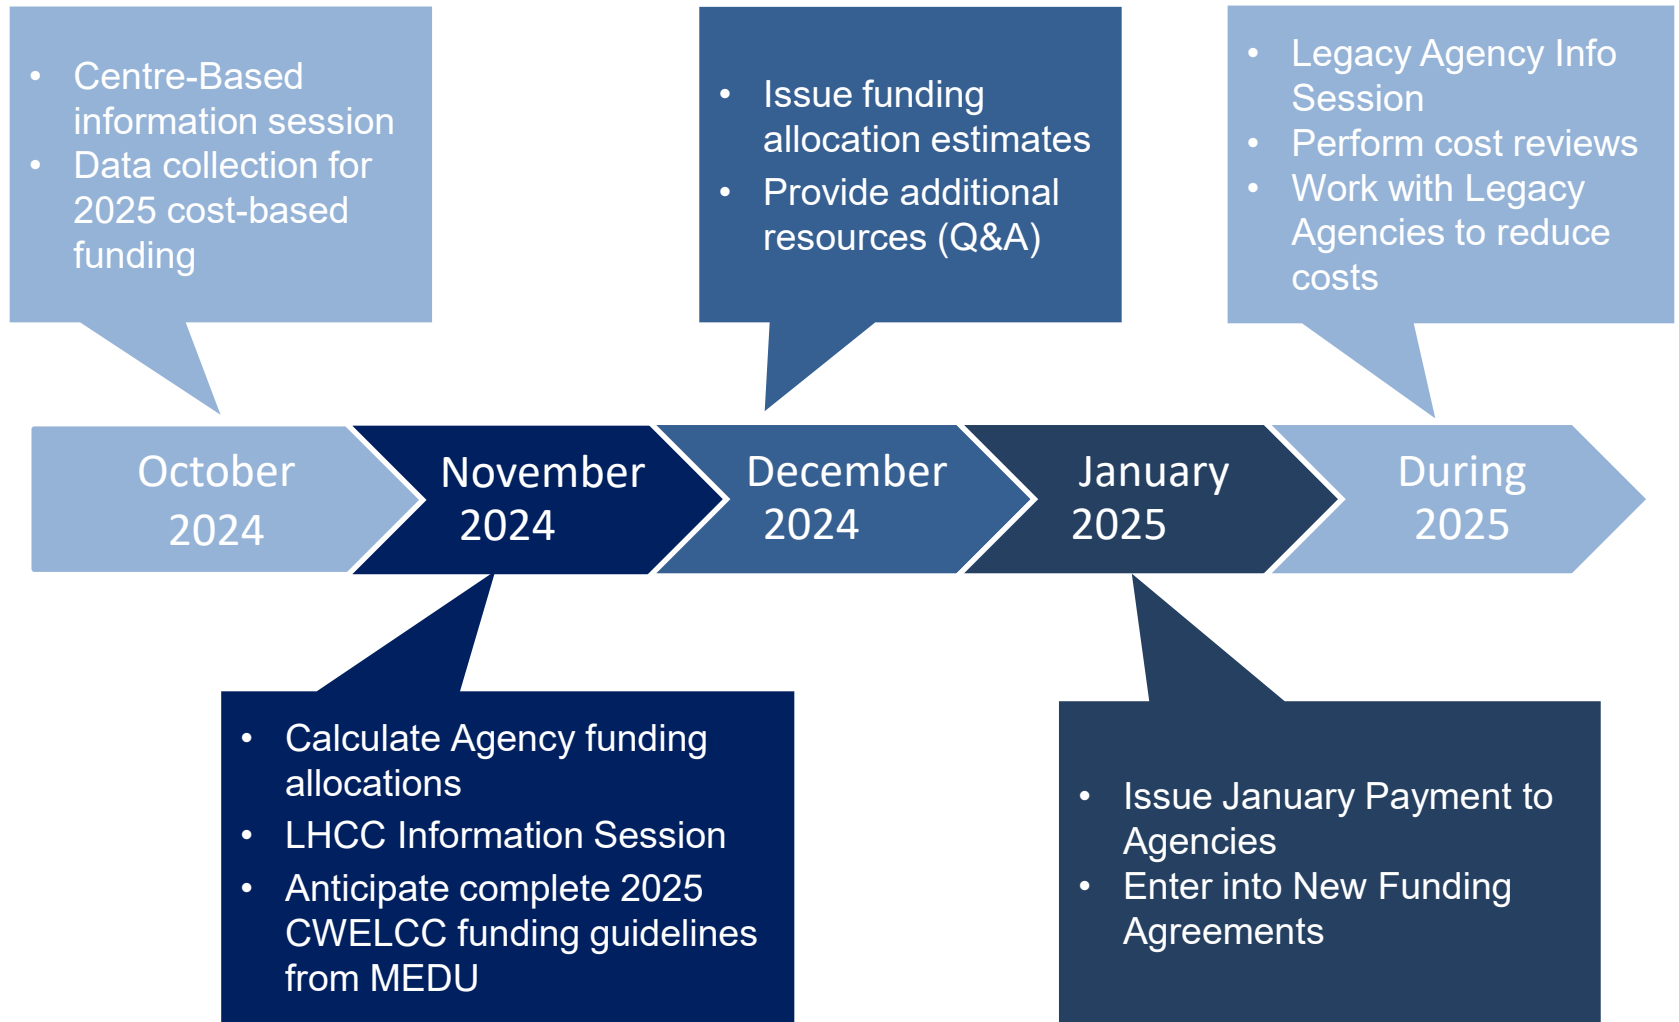 • Centre-Based
information session
• Data collection for
2025 cost-based
funding
• Issue funding
allocation estimates
• Provide additional
resources (Q&A)
• Legacy Agency Info
Session
• Perform cost reviews
• Work with Legacy
Agencies to reduce
costs
October
2024
November
2024
December
2024
January
2025
During
2025
• Calculate Agency funding
allocations
• LHCC Information Session
• Anticipate complete 2025
CWELCC funding guidelines
from MEDU
• Issue January Payment to
Agencies
• Enter into New Funding
Agreements